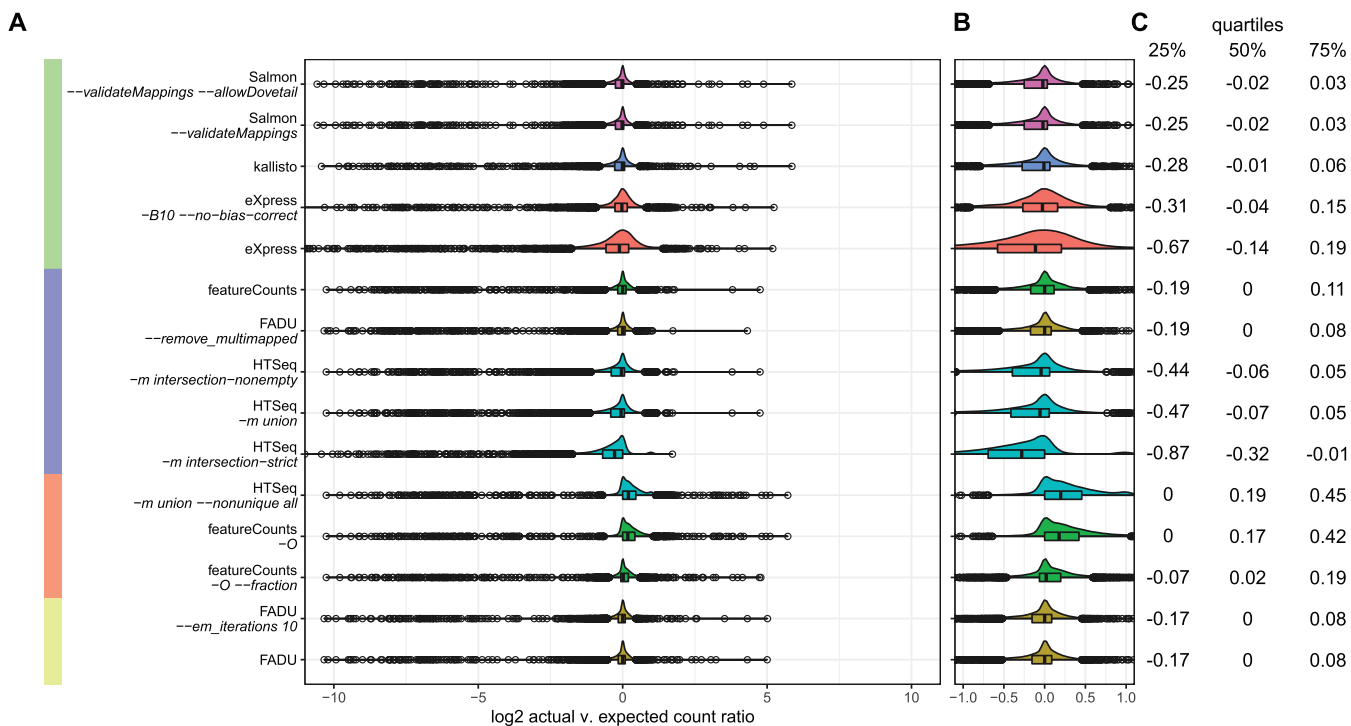 A
B
C
quartiles
25% 50% 75%
Salmon
−−validateMappings −−allowDovetail
-0.25 -0.02 0.03
Salmon
−−validateMappings
-0.25 -0.02 0.03
kallisto
-0.28 -0.01 0.06
eXpress
−B10 −−no−bias−correct
-0.31 -0.04 0.15
eXpress
-0.67 -0.14 0.19
featureCounts
-0.19 0 0.11
FADU
−−remove_multimapped
-0.19 0 0.08
HTSeq
−m intersection−nonempty
-0.44 -0.06 0.05
HTSeq
−m union
-0.47 -0.07 0.05
HTSeq
−m intersection−strict
-0.87 -0.32 -0.01
HTSeq
−m union −−nonunique all
0 0.19 0.45
featureCounts
−O
0 0.17 0.42
featureCounts
−O −−fraction
-0.07 0.02 0.19
FADU
−−em_iterations 10
-0.17 0 0.08
FADU
-0.17 0 0.08
−10 −5 0 5 10
−1.0 −0.5 0.0 0.5 1.0
log2 actual v. expected count ratio